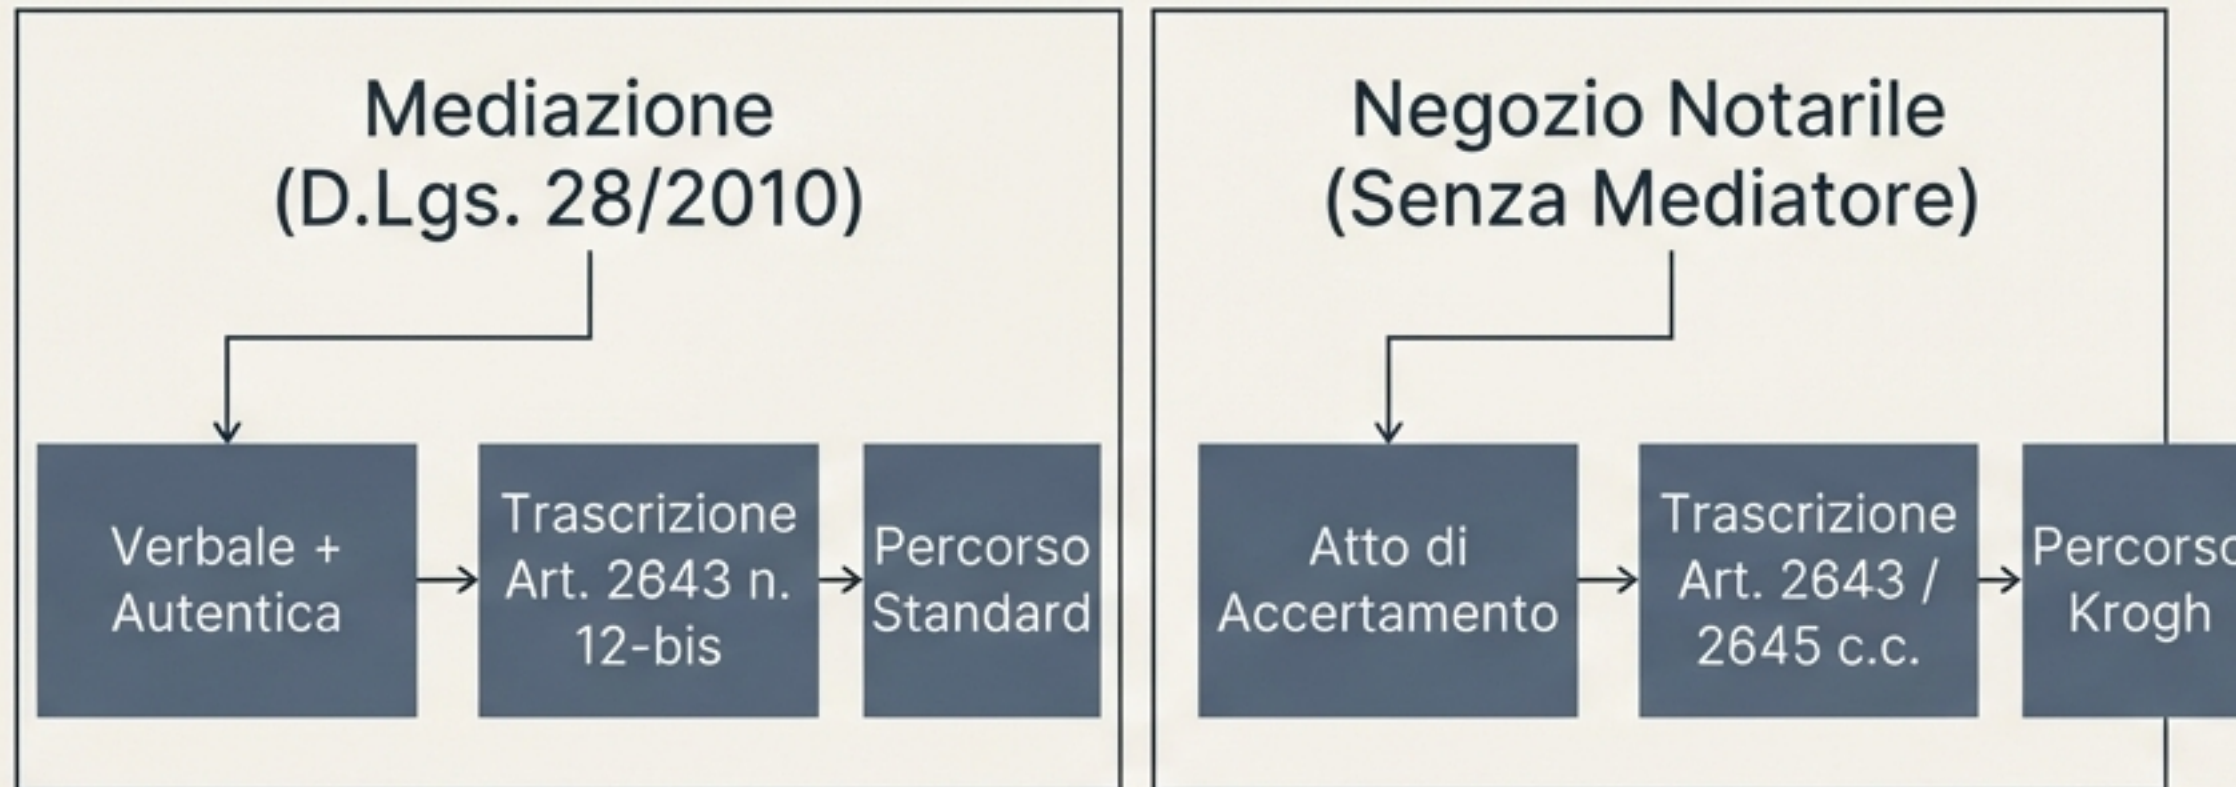 Mediazione
(D.Lgs. 28/2010)
Verbale +
Autentica
Trascrizione
Art. 2643 n.
12-bis
Percorso
Standard
Negozio Notarile
(Senza Mediatore)
Atto di
Accertamento
Trascrizione
Art. 2643 /
2645 c.c.
Percorso
Krogh